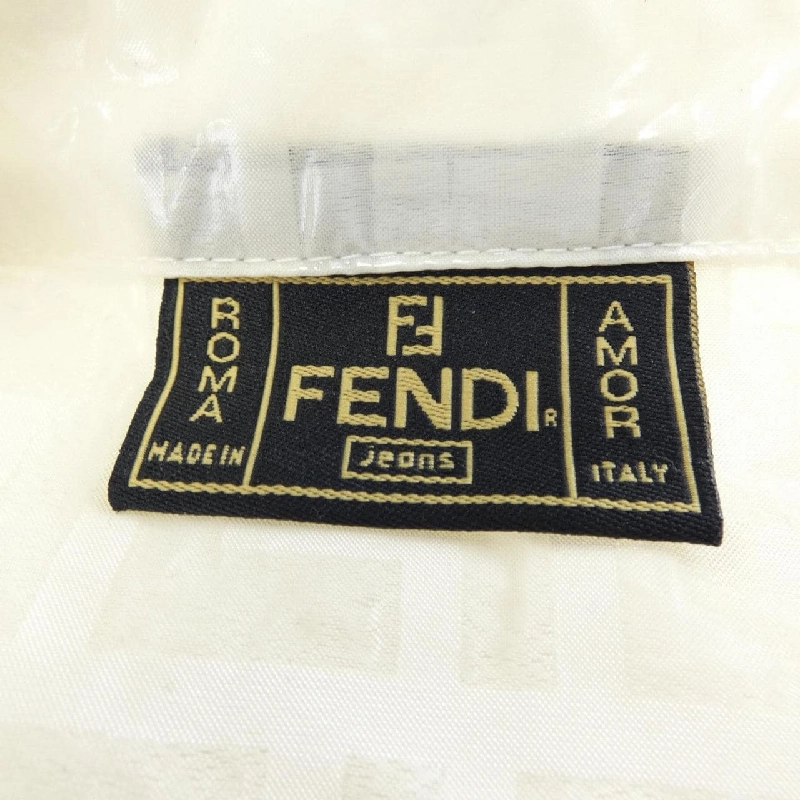 ROMA
MADE IN
FF
FENDI R
jeans
AMOR
ITALY